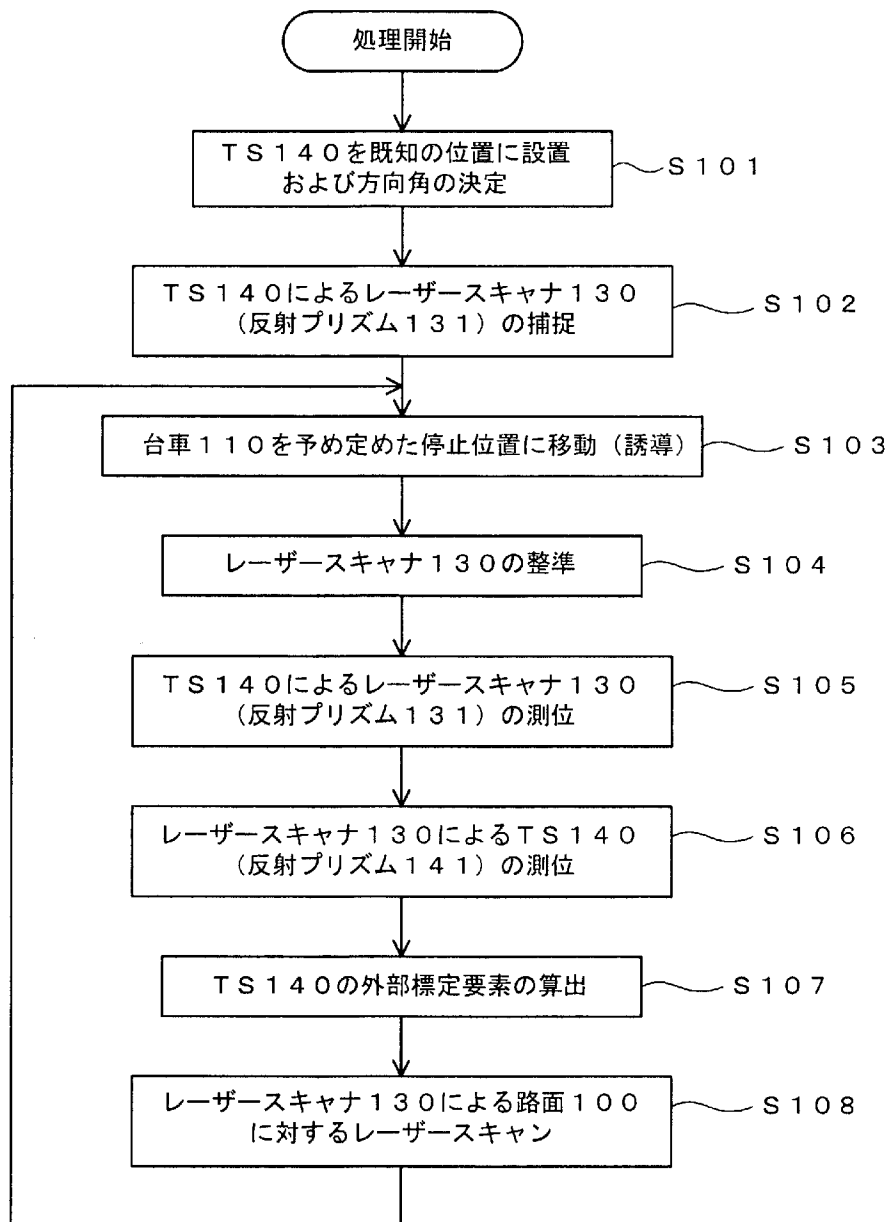 処理開始
ＴＳ１４０を既知の位置に設置
および方向角の決定
Ｓ１０１
ＴＳ１４０によるレーザースキャナ１３０
（反射プリズム１３１）の捕捉
Ｓ１０２
台車１１０を予め定めた停止位置に移動（誘導）
Ｓ１０３
レーザースキャナ１３０の整準
Ｓ１０４
ＴＳ１４０によるレーザースキャナ１３０
（反射プリズム１３１）の測位
Ｓ１０５
レーザースキャナ１３０によるＴＳ１４０
（反射プリズム１４１）の測位
Ｓ１０６
ＴＳ１４０の外部標定要素の算出
Ｓ１０７
レーザースキャナ１３０による路面１００
に対するレーザースキャン
Ｓ１０８